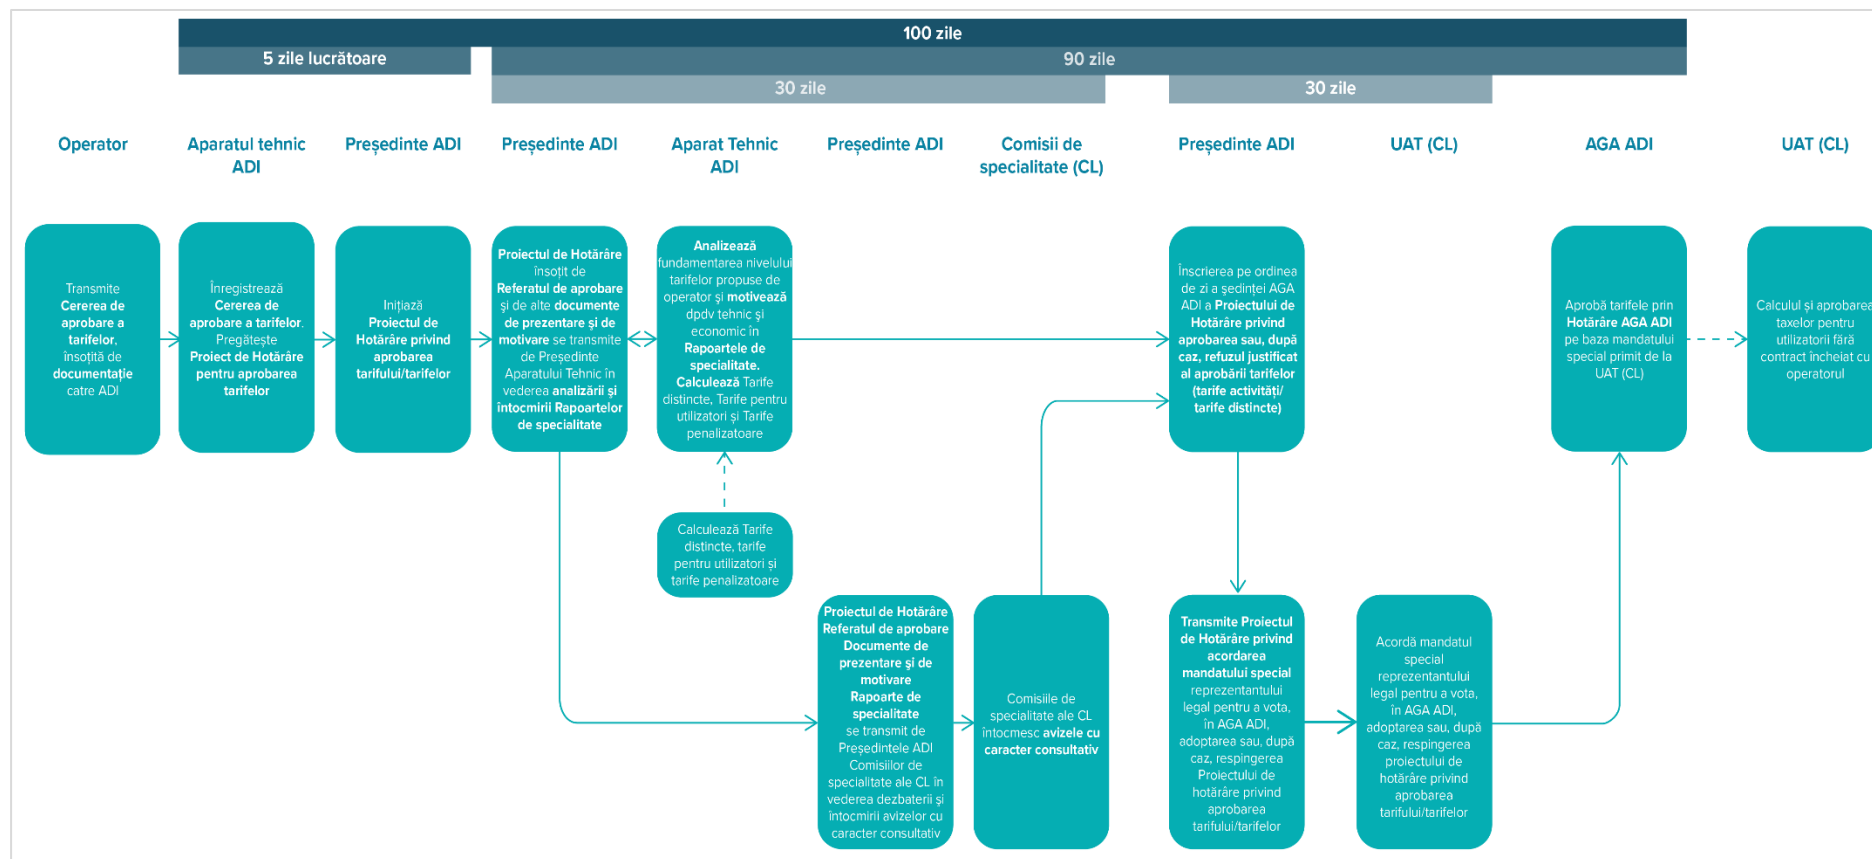 100 zile
5 zile lucrătoare
90 zile
30 zile
30 zile
Operator
Aparatul tehnic
ADI
Președinte ADI
Președinte ADI
Aparat Tehnic
ADI
Președinte ADI
Comisii de
specialitate (CL)
Președinte ADI
UAT (CL)
AGA ADI
UAT (CL)
Transmite
Cererea de
aprobare a
tarifelor,
însoțită de
documentație
catre ADI
Înregistrează
Cererea de
aprobare a tarifelor.
Pregătește
Proiect de Hotărâre
pentru aprobarea
tarifelor
Inițiază
Proiectul de
Hotărâre privind
aprobarea
tarifului/tarifelor
Proiectul de Hotărâre
însoțit de
Referatul de aprobare
și de alte documente
de prezentare și de
motivare se transmite
de Președinte
Aparatului Tehnic în
vederea analizării și
întocmirii Rapoartelor
de specialitate
Analizează
fundamentarea nivelului
tarifelor propuse de
operator și motivează
dpdv tehnic și
economic în
Rapoartele de
specialitate.
Calculează Tarife
distincte, Tarife pentru
utilizatori și Tarife
penalizatoare
Calculează Tarife
distincte, tarife
pentru utilizatori și
tarife penalizatoare
Proiectul de Hotărâre
Referatul de aprobare
Documente de
prezentare și de
motivare
Rapoarte de
specialitate
se transmit de
Președintele ADI
Comisiilor de
specialitate ale CL în
vederea dezbaterii și
întocmirii avizelor cu
caracter consultativ
Comisiile de
specialitate ale CL
întocmesc avizele cu
caracter consultativ
Înscrierea pe ordinea
de zi a ședinței AGA
ADI a Proiectului de
Hotărâre privind
aprobarea sau, după
caz, refuzul justificat
al aprobării tarifelor
(tarife activități/
tarife distincte)
Transmite Proiectul
de Hotărâre privind
acordarea
mandatului special
reprezentantului
legal pentru a vota,
în AGA ADI,
adoptarea sau, după
caz, respingerea
Proiectului de
hotărâre privind
aprobarea
tarifului/tarifelor
Acordă mandatul
special
reprezentantului
legal pentru a vota,
în AGA ADI,
adoptarea sau, după
caz, respingerea
proiectului de
hotărâre privind
aprobarea
tarifului/tarifelor
Aprobă tarifele prin
Hotărâre AGA ADI
pe baza mandatului
special primit de la
UAT (CL)
Calculul și aprobarea
taxelor pentru
utilizatorii fără
contract încheiat cu
operatorul